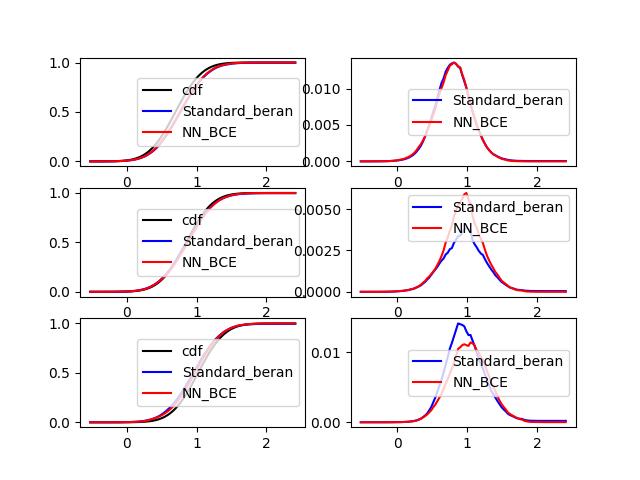 1.0
0.5
0.0
cdf
Standard_beran
NN_BCE
0 1 2
0.010
0.005
0.000
Standard_beran
NN_BCE
0 1 2
1.0
0.5
0.0
cdf
Standard_beran
NN_BCE
0 1 2
0.0050
0.0025
0.0000
Standard_beran
NN_BCE
0 1 2
1.0
0.5
0.0
cdf
Standard_beran
NN_BCE
0 1 2
0.01
0.00
Standard_beran
NN_BCE
0 1 2